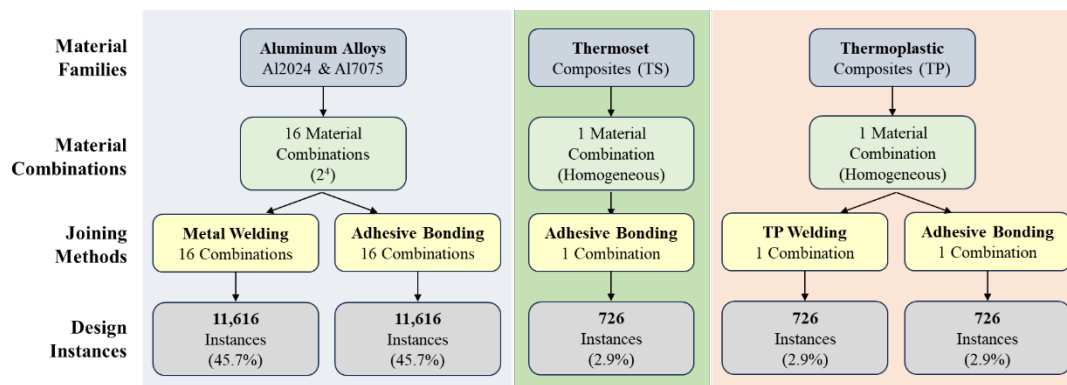 Material
Families
Aluminum Alloys
Al2024 & Al7075
Thermoset
Composites (TS)
Thermoplastic
Composites (TP)
Material
Combinations
16 Material
Combinations
(2⁴)
1 Material
Combination
(Homogeneous)
1 Material
Combination
(Homogeneous)
Joining
Methods
Metal Welding
16 Combinations
Adhesive Bonding
16 Combinations
Adhesive Bonding
1 Combination
TP Welding
1 Combination
Adhesive Bonding
1 Combination
Design
Instances
11,616
Instances
(45.7%)
11,616
Instances
(45.7%)
726
Instances
(2.9%)
726
Instances
(2.9%)
726
Instances
(2.9%)